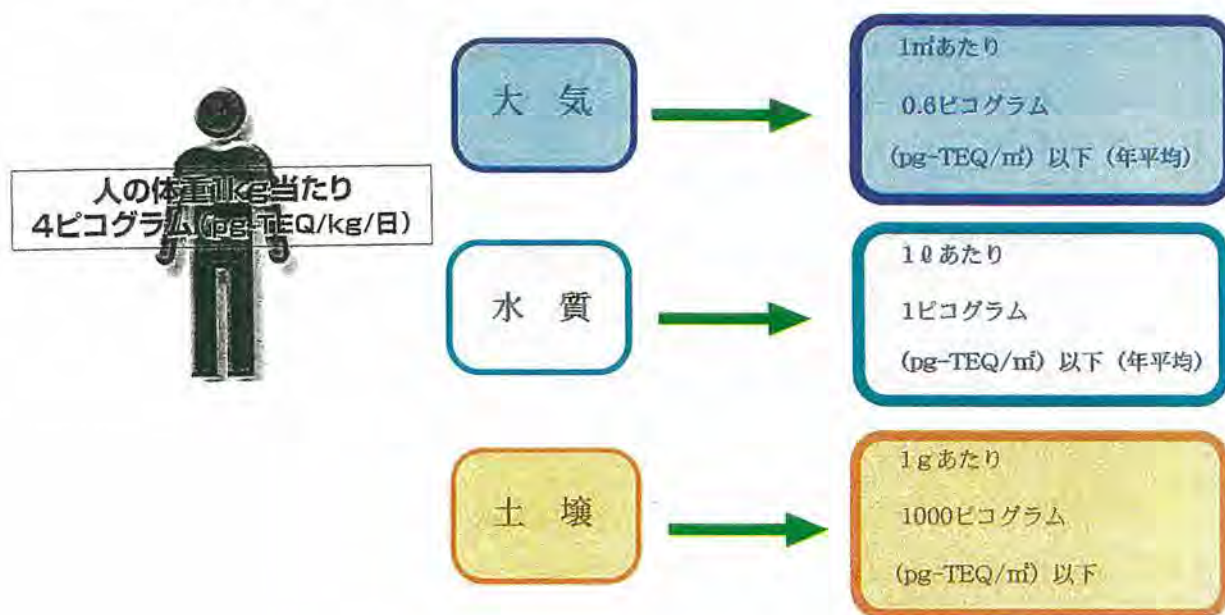 人の体重1kg当たり
4ピコグラム(pg-TEQ/kg/日)
大 気
1㎥あたり
0.6ピコグラム
(pg-TEQ/㎥) 以下 (年平均)
水 質
1ℓあたり
1ピコグラム
(pg-TEQ/㎥) 以下 (年平均)
土 壌
1gあたり
1000ピコグラム
(pg-TEQ/㎥) 以下